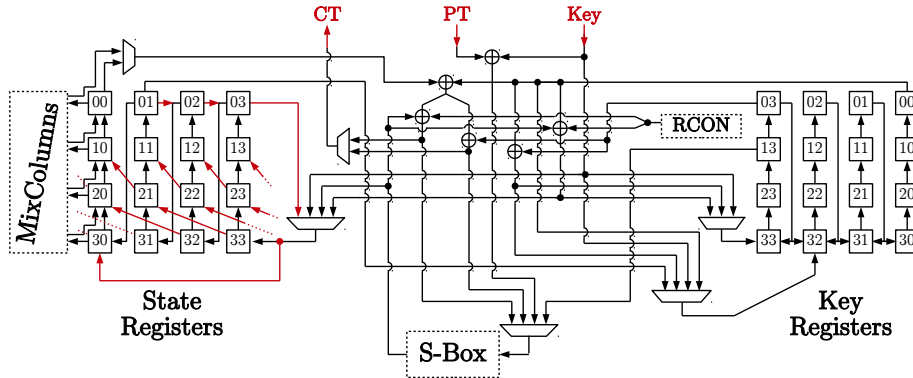 CT PT Key
00 01 02 03 03 02 01 00
RCON
MixColumns
10 11 12 13 13 12 11 10
20 21 22 23 23 22 21 20
30 31 32 33 33 32 31 30
State
Registers
Key
Registers
S-Box